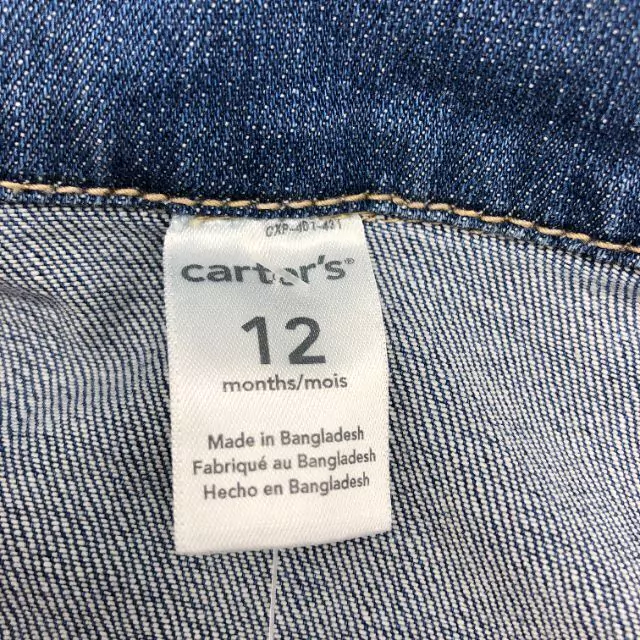 carter's®
12
months/mois
Made in Bangladesh
Fabriqué au Bangladesh
Hecho en Bangladesh